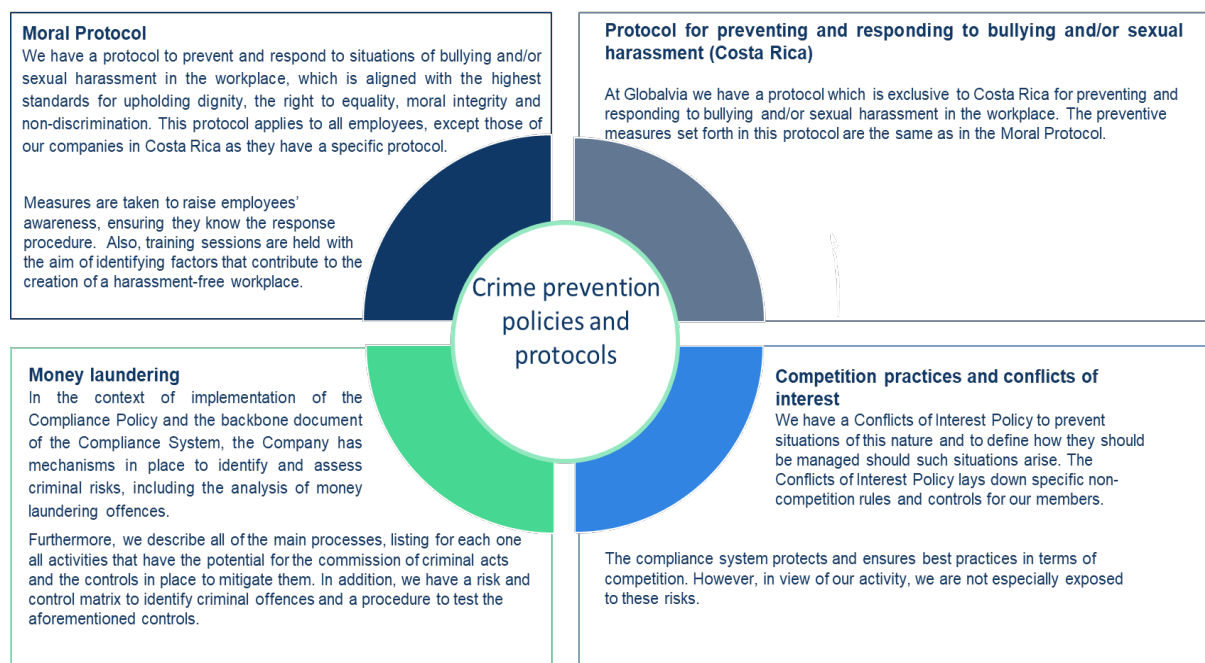 Moral Protocol
We have a protocol to prevent and respond to situations of bullying and/or
sexual harassment in the workplace, which is aligned with the highest
standards for upholding dignity, the right to equality, moral integrity and
non-discrimination. This protocol applies to all employees, except those of
our companies in Costa Rica as they have a specific protocol.
Measures are taken to raise employees’
awareness, ensuring they know the response
procedure. Also, training sessions are held with
the aim of identifying factors that contribute to the
creation of a harassment-free workplace.
Protocol for preventing and responding to bullying and/or sexual
harassment (Costa Rica)
At Globalvia we have a protocol which is exclusive to Costa Rica for preventing and
responding to bullying and/or sexual harassment in the workplace. The preventive
measures set forth in this protocol are the same as in the Moral Protocol.
Crime prevention
policies and
protocols
Money laundering
In the context of implementation of the
Compliance Policy and the backbone document
of the Compliance System, the Company has
mechanisms in place to identify and assess
criminal risks, including the analysis of money
laundering offences.
Furthermore, we describe all of the main processes, listing for each one
all activities that have the potential for the commission of criminal acts
and the controls in place to mitigate them. In addition, we have a risk and
control matrix to identify criminal offences and a procedure to test the
aforementioned controls.
Competition practices and conflicts of
interest
We have a Conflicts of Interest Policy to prevent
situations of this nature and to define how they should
be managed should such situations arise. The
Conflicts of Interest Policy lays down specific non-
competition rules and controls for our members.
The compliance system protects and ensures best practices in terms of
competition. However, in view of our activity, we are not especially exposed
to these risks.